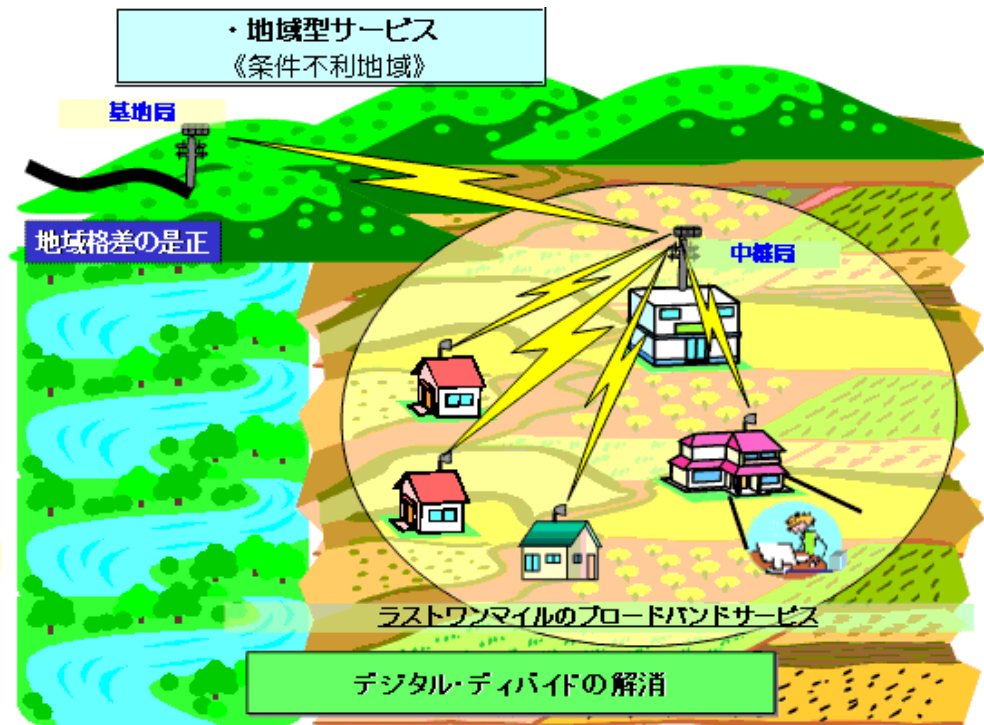 ・地域型サービス
《条件不利地域》
基地局
地域格差の是正
中継局
ラストワンマイルのブロードバンドサービス
デジタル・ディバイドの解消